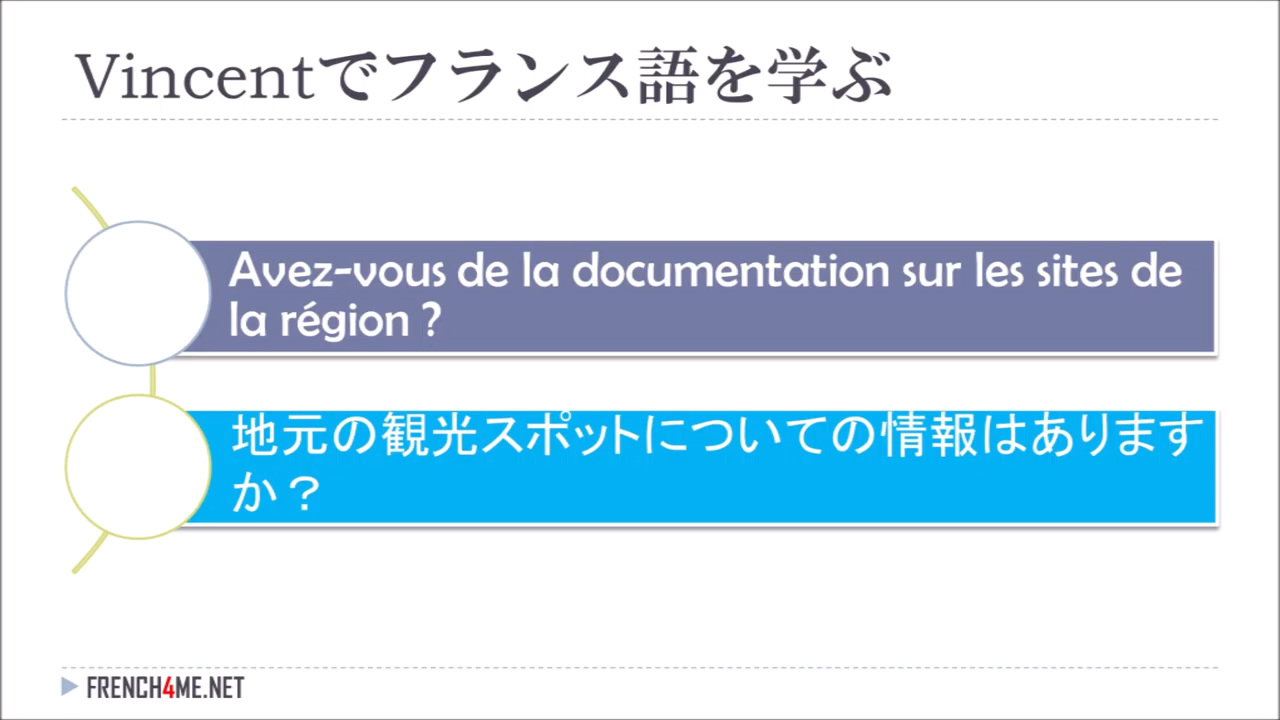 Vincentでフランス語を学ぶ
Avez-vous de la documentation sur les sites de
la région ?
地元の観光スポットについての情報はあります
か？
FRENCH4ME.NET